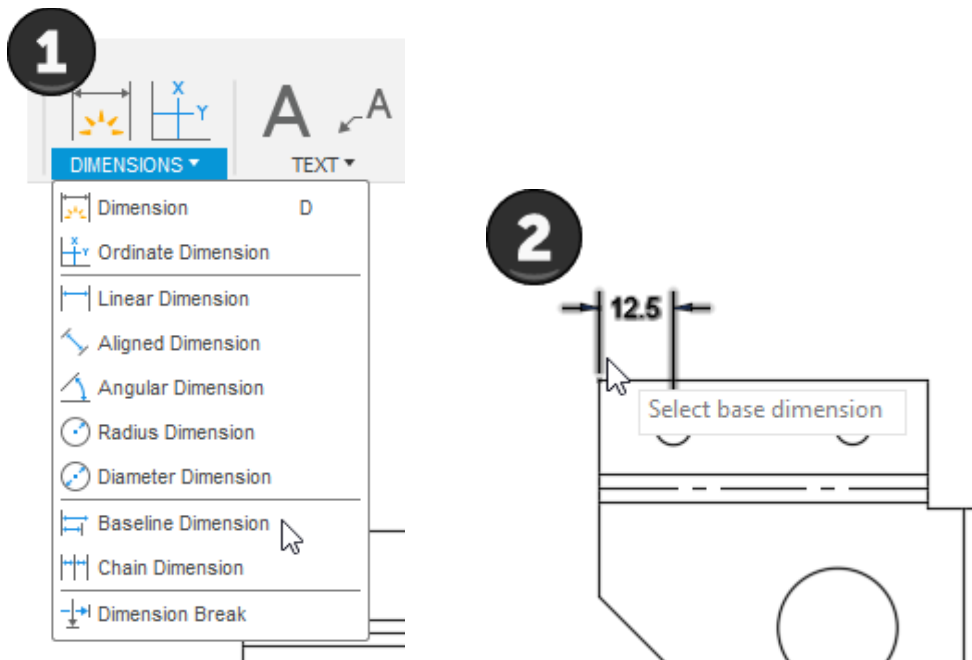 1
X
Y
A
A
DIMENSIONS
TEXT
Dimension D
X
Y
Ordinate Dimension
Linear Dimension
Aligned Dimension
Angular Dimension
Radius Dimension
Diameter Dimension
Baseline Dimension
Chain Dimension
Dimension Break
2
12.5
Select base dimension